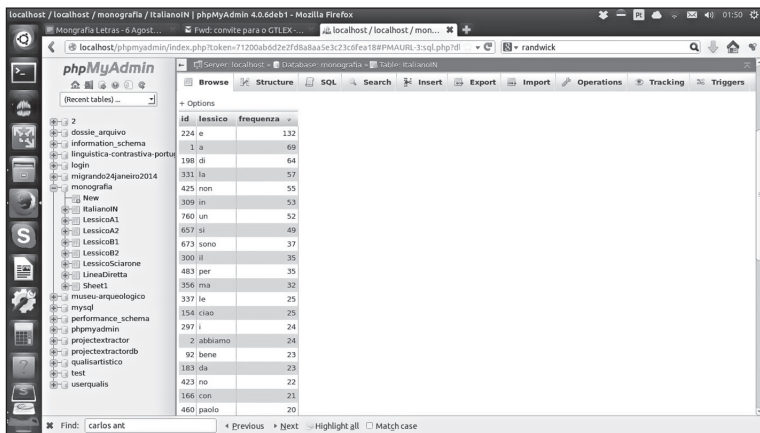 localhost / localhost / monografia / ItalianoIN | phpMyAdmin 4.0.6deb1 - Mozilla Firefox
Pt
01:50
Mongrafia Letras - 6 Agost...
Fwd: convite para o GTLEX-...
localhost / localhost / mon...
localhost/phpmyadmin/index.php?token=71200ab6d2e2fd8a8aa5e3c23c6fea18#PMAURL-3:sql.php?dl
randwick
phpMyAdmin
(Recent tables) ...
2
dossie_arquivo
information_schema
linguistica-contrastiva-portug
login
migrando24janeiro2014
monografia
New
ItalianoIN
LessicoA1
LessicoA2
LessicoB1
LessicoB2
LessicoSciarone
LineaDiretta
Sheet1
museu-arqueologico
mysql
performance_schema
phpmyadmin
projectextractor
projectextractordb
qualisartistico
test
userqualis
Server: localhost » Database: monografia » Table: ItalianoIN
Browse Structure SQL Search Insert Export Import Operations Tracking Triggers
+ Options
id lessico frequenza
224 e 132
1 a 69
198 di 64
331 la 57
425 non 55
309 in 53
760 un 52
657 si 49
673 sono 37
300 il 35
483 per 35
356 ma 32
337 le 25
154 ciao 25
297 i 24
2 abbiamo 24
92 bene 23
183 da 23
423 no 22
166 con 21
460 paolo 20
Find: carlos ant Previous Next Highlight all Match case